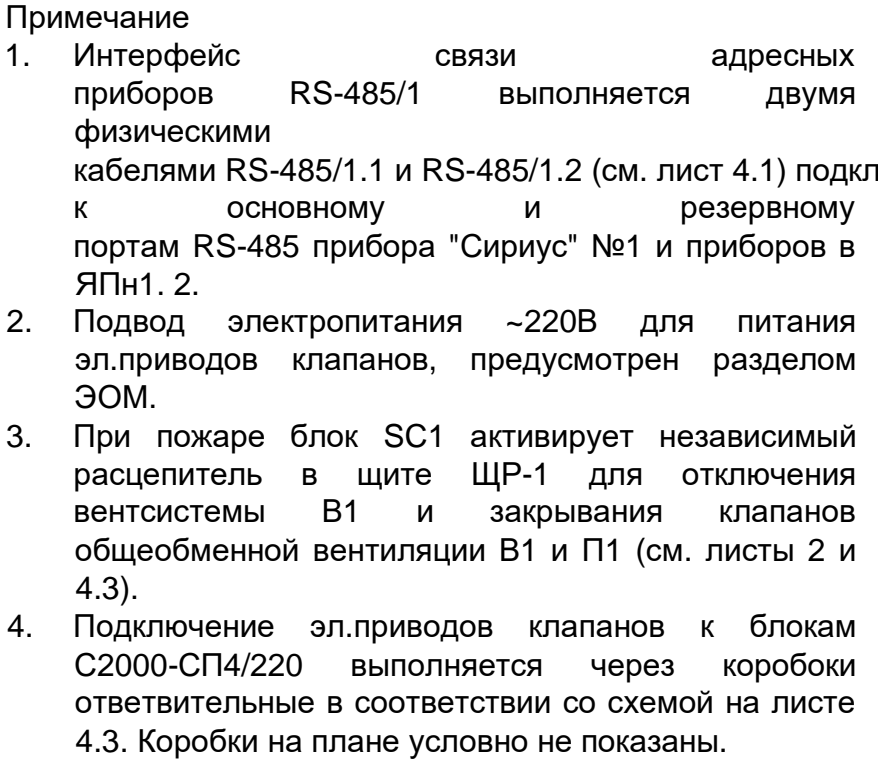 Примечание
1. Интерфейс связи адресных
приборов RS-485/1 выполняется двумя
физическими
кабелями RS-485/1.1 и RS-485/1.2 (см. лист 4.1) подкл
к основному и резервному
портам RS-485 прибора "Сириус" №1 и приборов в
ЯПн1. 2.
2. Подвод электропитания ~220В для питания
эл.приводов клапанов, предусмотрен разделом
ЭОМ.
3. При пожаре блок SC1 активирует независимый
расцепитель в щите ЩР-1 для отключения
вентсистемы В1 и закрывания клапанов
общеобменной вентиляции В1 и П1 (см. листы 2 и
4.3).
4. Подключение эл.приводов клапанов к блокам
С2000-СП4/220 выполняется через коробоки
ответвительные в соответствии со схемой на листе
4.3. Коробки на плане условно не показаны.